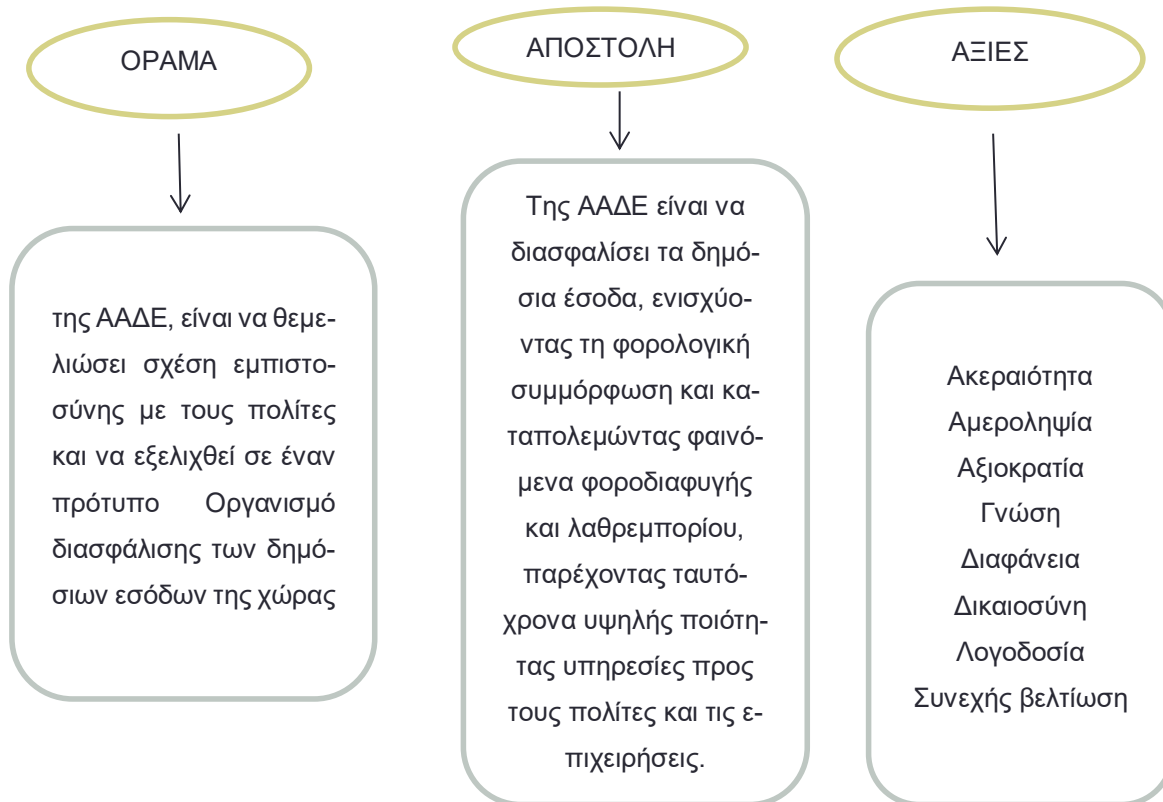 ΟΡΑΜΑ
της ΑΑΔΕ, είναι να θεμε-
λιώσει σχέση εμπιστο-
σύνης με τους πολίτες
και να εξελιχθεί σε έναν
πρότυπο Οργανισμό
διασφάλισης των δημό-
σιων εσόδων της χώρας
ΑΠΟΣΤΟΛΗ
Της ΑΑΔΕ είναι να
διασφαλίσει τα δημό-
σια έσοδα, ενισχύο-
ντας τη φορολογική
συμμόρφωση και κα-
ταπολεμώντας φαινό-
μενα φοροδιαφυγής
και λαθρεμπορίου,
παρέχοντας ταυτό-
χρονα υψηλής ποιότη-
τας υπηρεσίες προς
τους πολίτες και τις ε-
πιχειρήσεις.
ΑΞΙΕΣ
Ακεραιότητα
Αμεροληψία
Αξιοκρατία
Γνώση
Διαφάνεια
Δικαιοσύνη
Λογοδοσία
Συνεχής βελτίωση